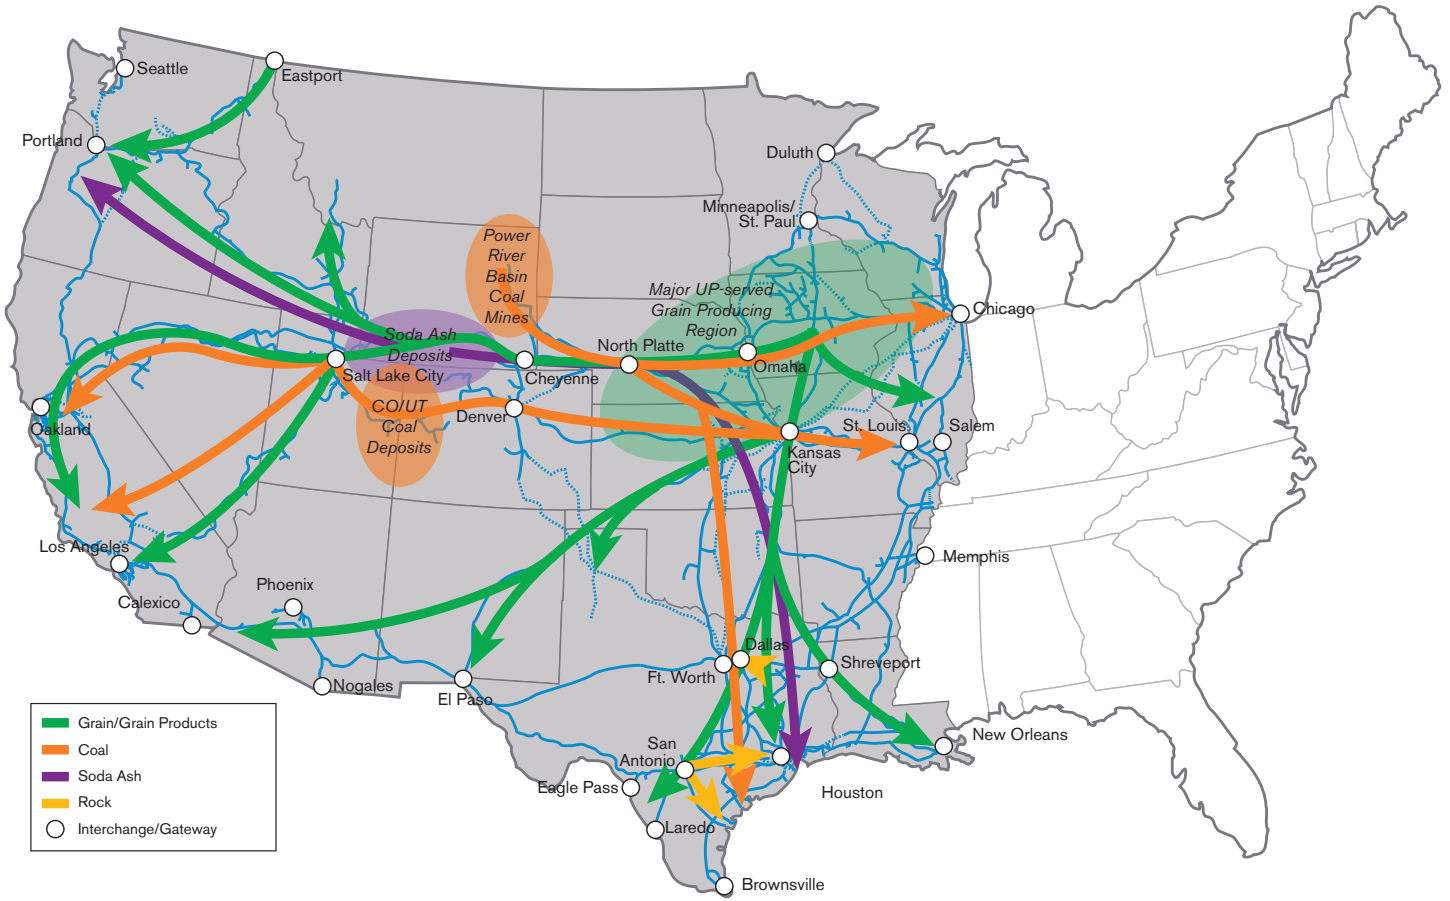 Seattle
Eastport
Portland
Duluth
Minneapolis/
St. Paul
Power
River
Basin
Coal
Mines
Major UP-served
Grain Producing
Region
Chicago
Soda Ash
Deposits
North Platte
Omaha
Salt Lake City
Cheyenne
CO/UT
Coal
Deposits
Denver
Oakland
St. Louis
Salem
Kansas
City
Los Angeles
Memphis
Phoenix
Calexico
Dallas
Shreveport
Ft. Worth
Nogales
El Paso
New Orleans
San
Antonio
Eagle Pass
Houston
Laredo
Brownsville
Grain/Grain Products
Coal
Soda Ash
Rock
Interchange/Gateway